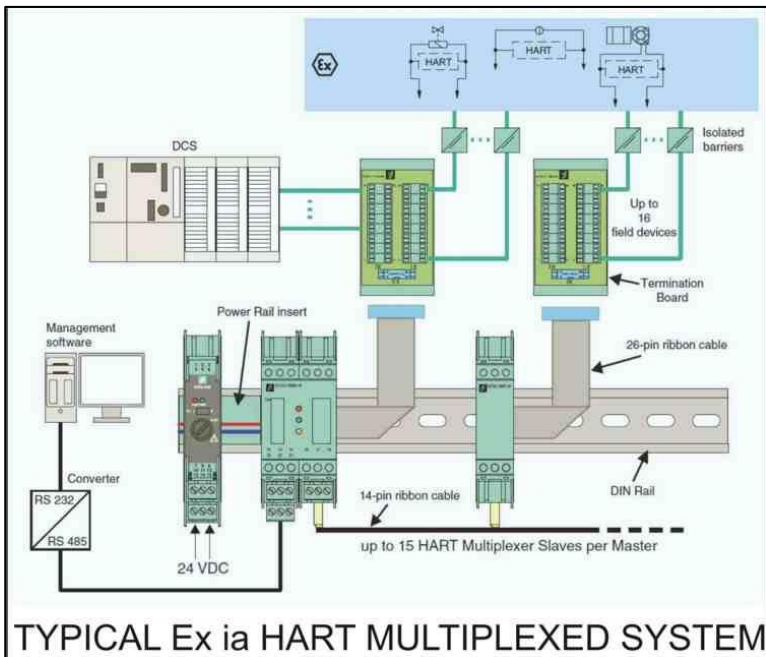 Ex
HART
HART
HART
DCS
Isolated
barriers
Up to
16
field devices
Termination
Board
Management
software
Power Rail insert
26-pin ribbon cable
Converter
RS 232
RS 485
24 VDC
14-pin ribbon cable
DIN Rail
up to 15 HART Multiplexer Slaves per Master
TYPICAL Ex ia HART MULTIPLEXED SYSTEM